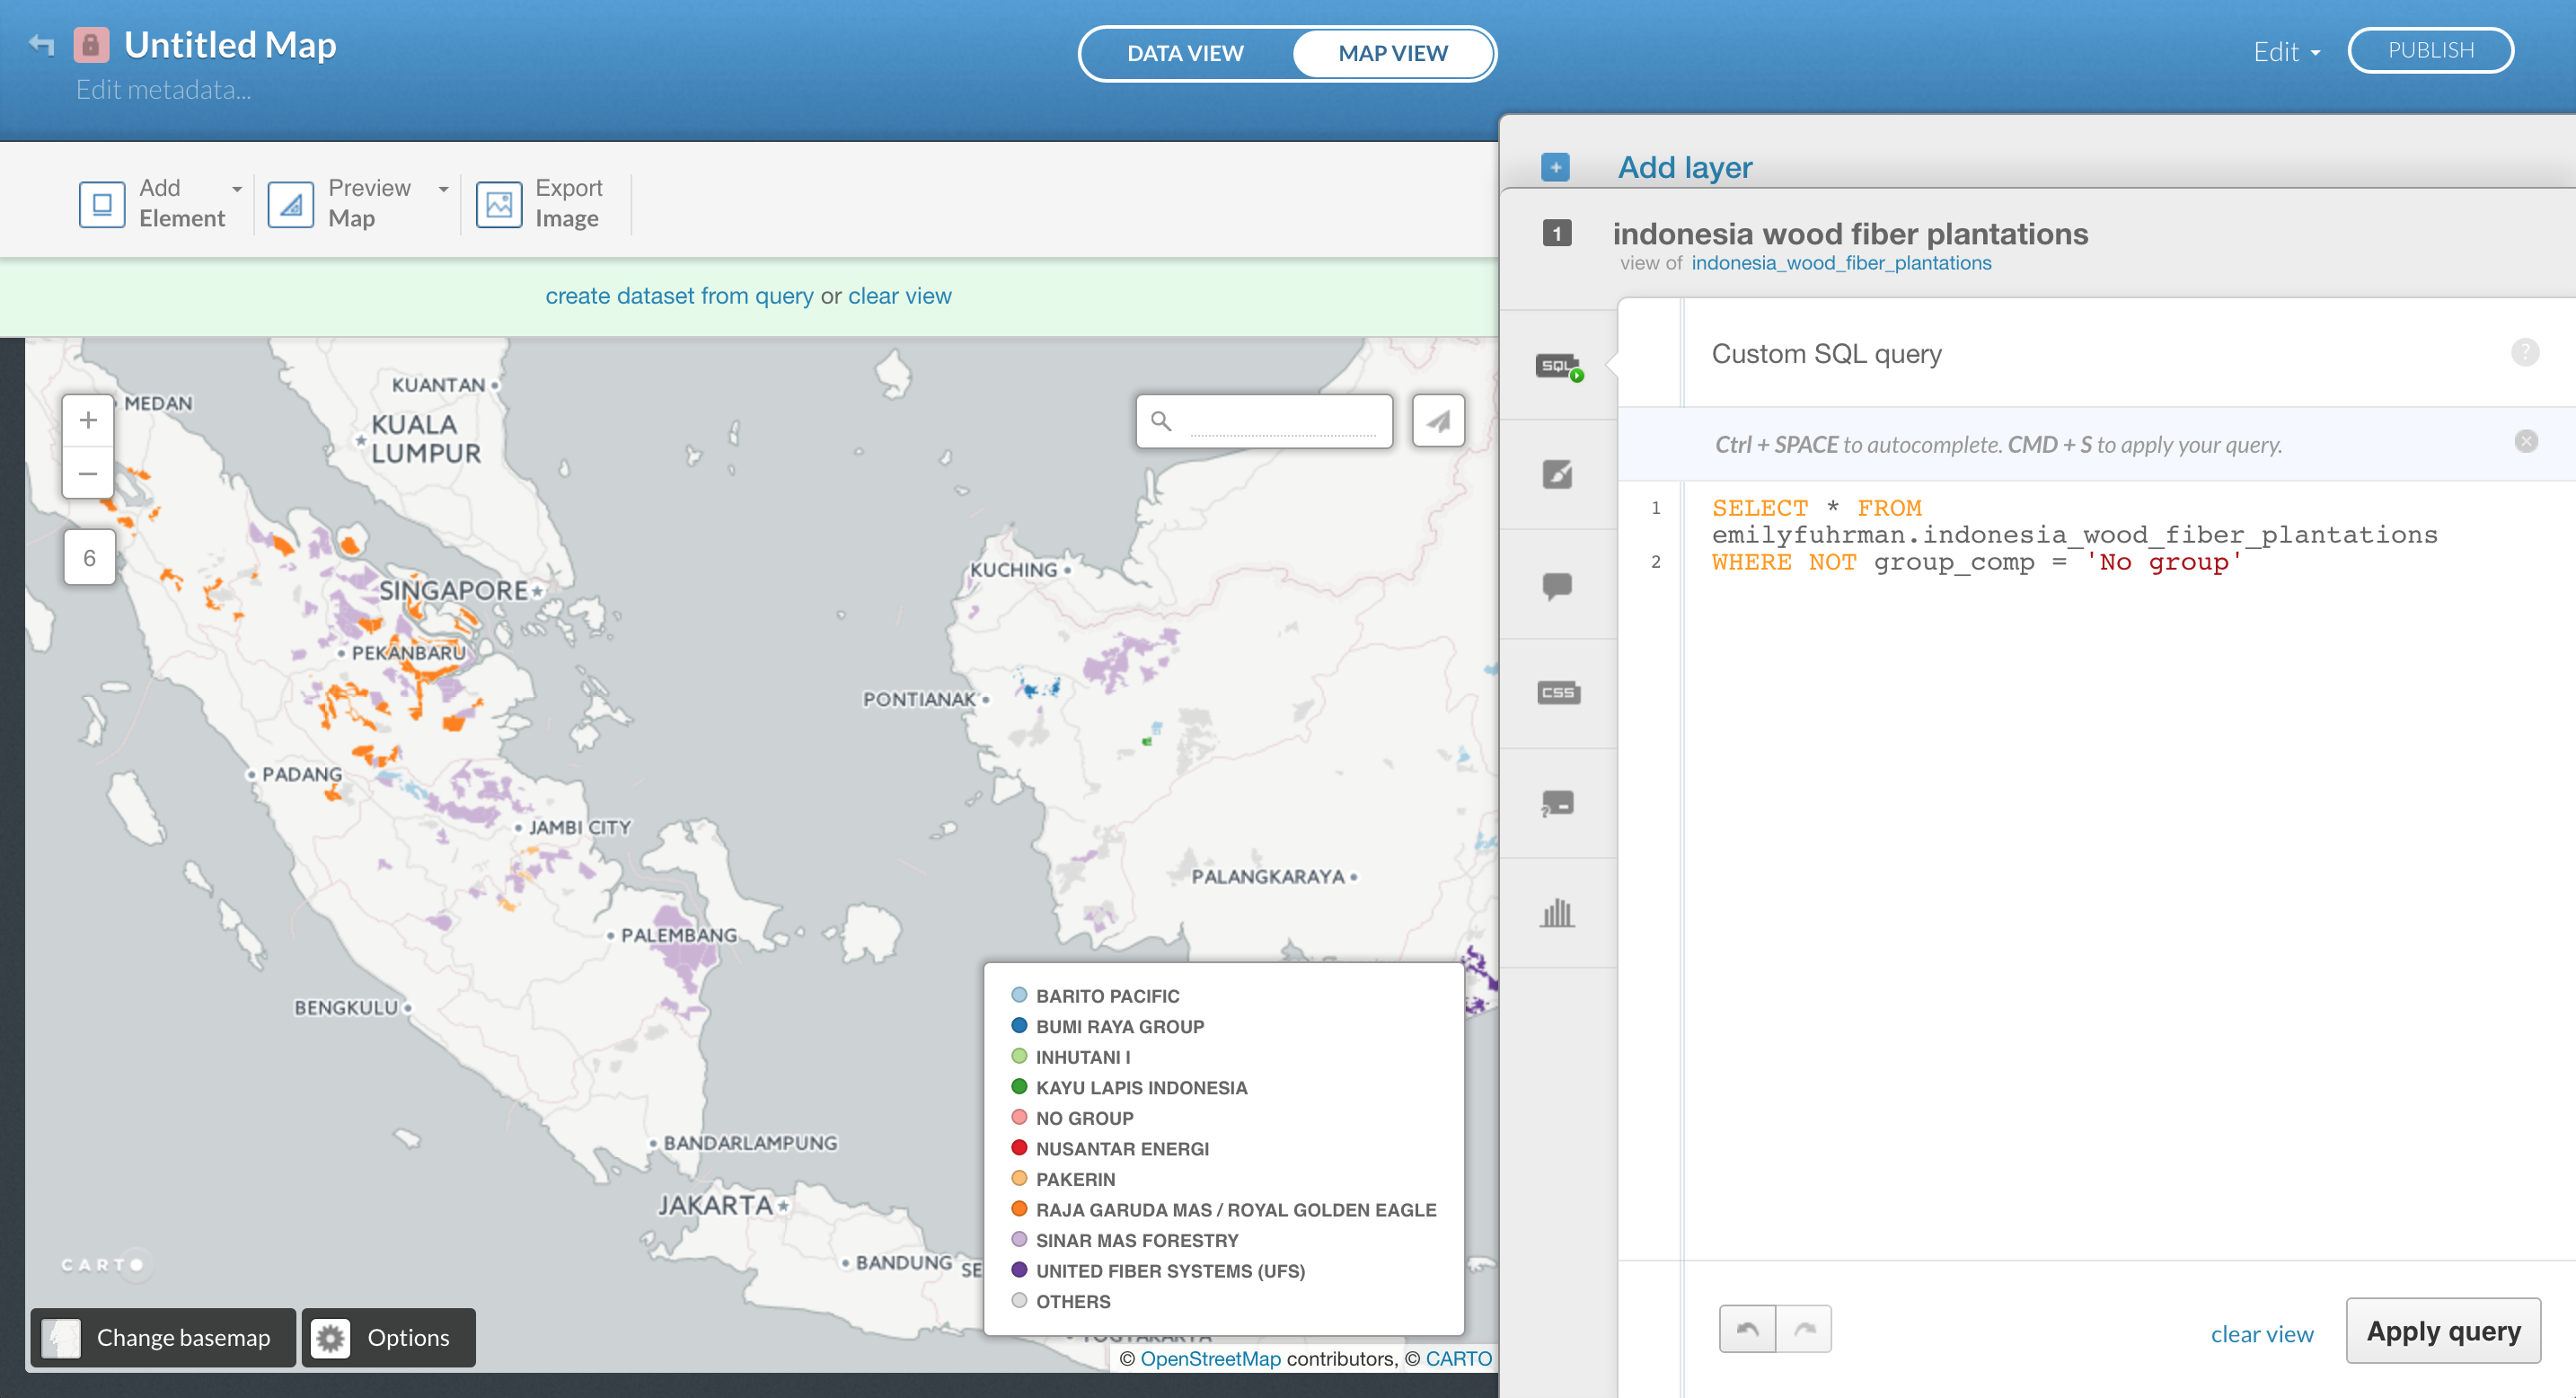 Untitled Map
Edit metadata...
DATA VIEW
MAP VIEW
Edit
PUBLISH
Add Element
Preview Map
Export Image
create dataset from query or clear view
Add layer
1
indonesia wood fiber plantations
view of indonesia_wood_fiber_plantations
SQL
CSS
?
Custom SQL query
?
Ctrl + SPACE to autocomplete. CMD + S to apply your query.
1 SELECT * FROM
emilyfuhrman.indonesia_wood_fiber_plantations
2 WHERE NOT group_comp = 'No group'
clear view
Apply query
+
−
6
MEDAN
KUANTAN
KUALA
LUMPUR
SINGAPORE
PEKANBARU
KUCHING
PONTIANAK
PADANG
JAMBI CITY
PALANGKARAYA
PALEMBANG
BENGKULU
BANDARLAMPUNG
JAKARTA
BANDUNG
SE
YOGYAKARTA
BARITO PACIFIC
BUMI RAYA GROUP
INHUTANI I
KAYU LAPIS INDONESIA
NO GROUP
NUSANTAR ENERGI
PAKERIN
RAJA GARUDA MAS / ROYAL GOLDEN EAGLE
SINAR MAS FORESTRY
UNITED FIBER SYSTEMS (UFS)
OTHERS
CARTO
Change basemap
Options
© OpenStreetMap contributors, © CARTO